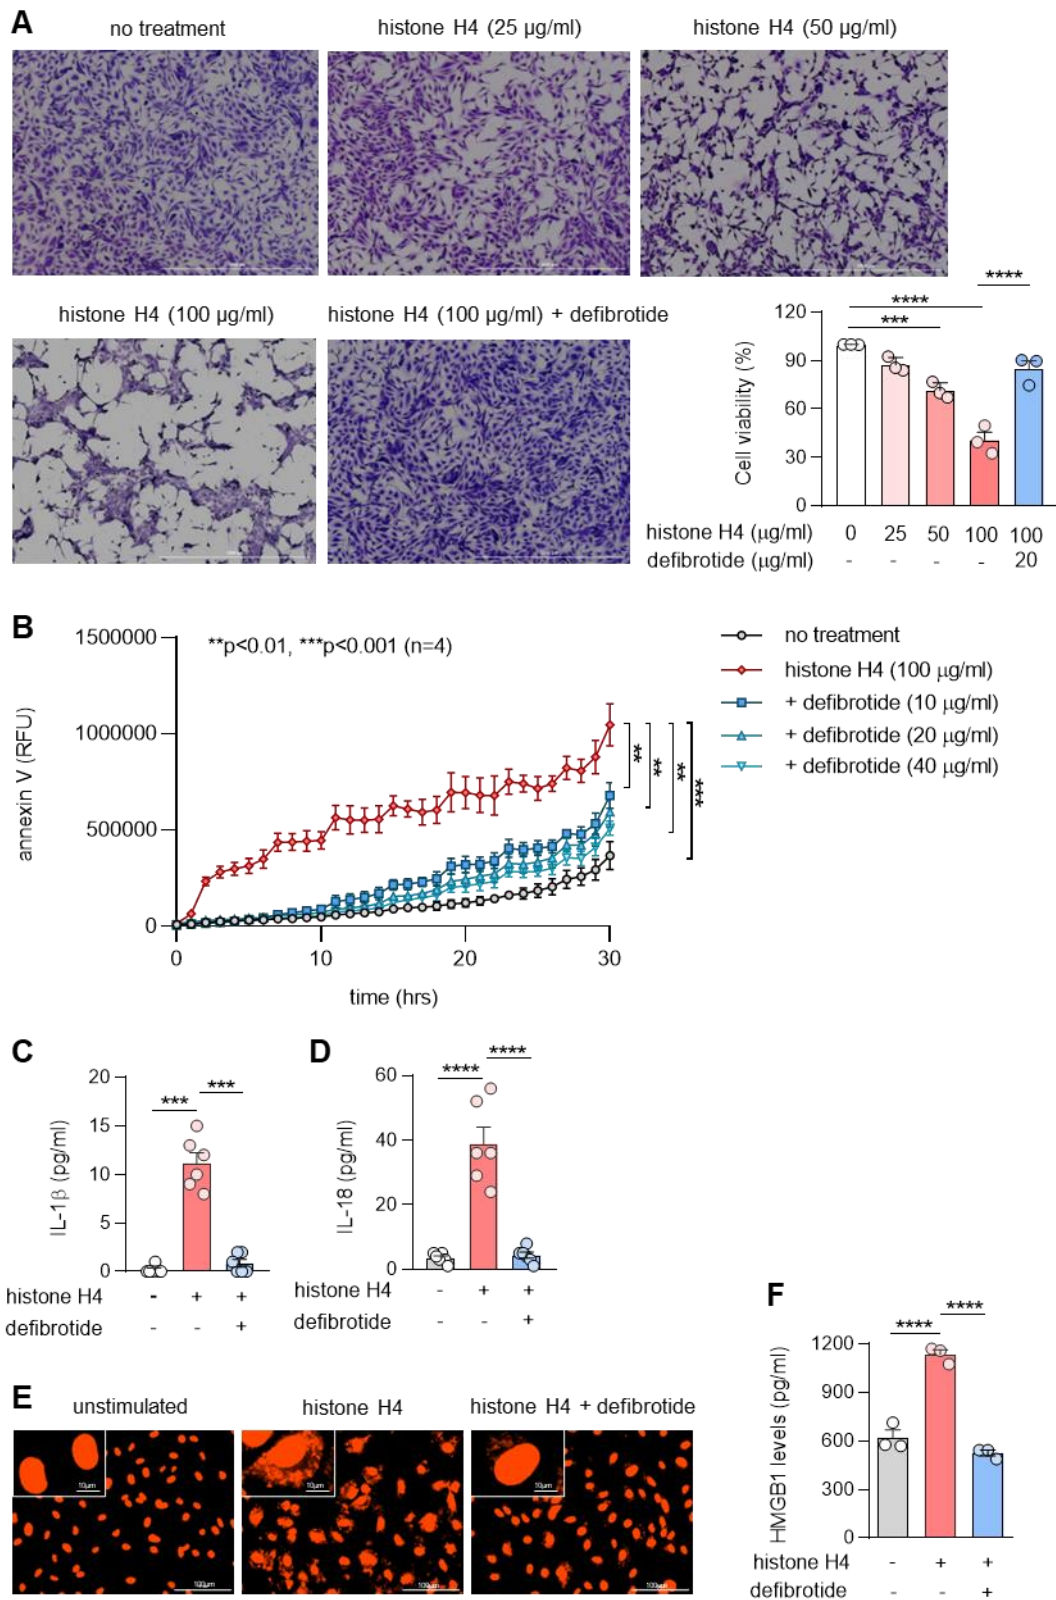 A
no treatment
histone H4 (25 μg/ml)
histone H4 (50 μg/ml)
histone H4 (100 μg/ml)
histone H4 (100 μg/ml) + defibrotide
****
****
***
Cell viability (%)
120
90
60
30
0
histone H4 (μg/ml) 0 25 50 100 100
defibrotide (μg/ml) - - - - 20
B
annexin V (RFU)
1500000
1000000
500000
0
**p<0.01, ***p<0.001 (n=4)
** ** ** ***
0 10 20 30
time (hrs)
no treatment
histone H4 (100 μg/ml)
+ defibrotide (10 μg/ml)
+ defibrotide (20 μg/ml)
+ defibrotide (40 μg/ml)
C
IL-1β (pg/ml)
20
15
10
5
0
*** ***
histone H4 - + +
defibrotide - - +
D
IL-18 (pg/ml)
60
40
20
0
**** ****
histone H4 - + +
defibrotide - - +
E
unstimulated
histone H4
histone H4 + defibrotide
10μm
10μm
10μm
100μm
100μm
100μm
F
HMGB1 levels (pg/ml)
1200
900
600
300
0
**** ****
histone H4 - + +
defibrotide - - +